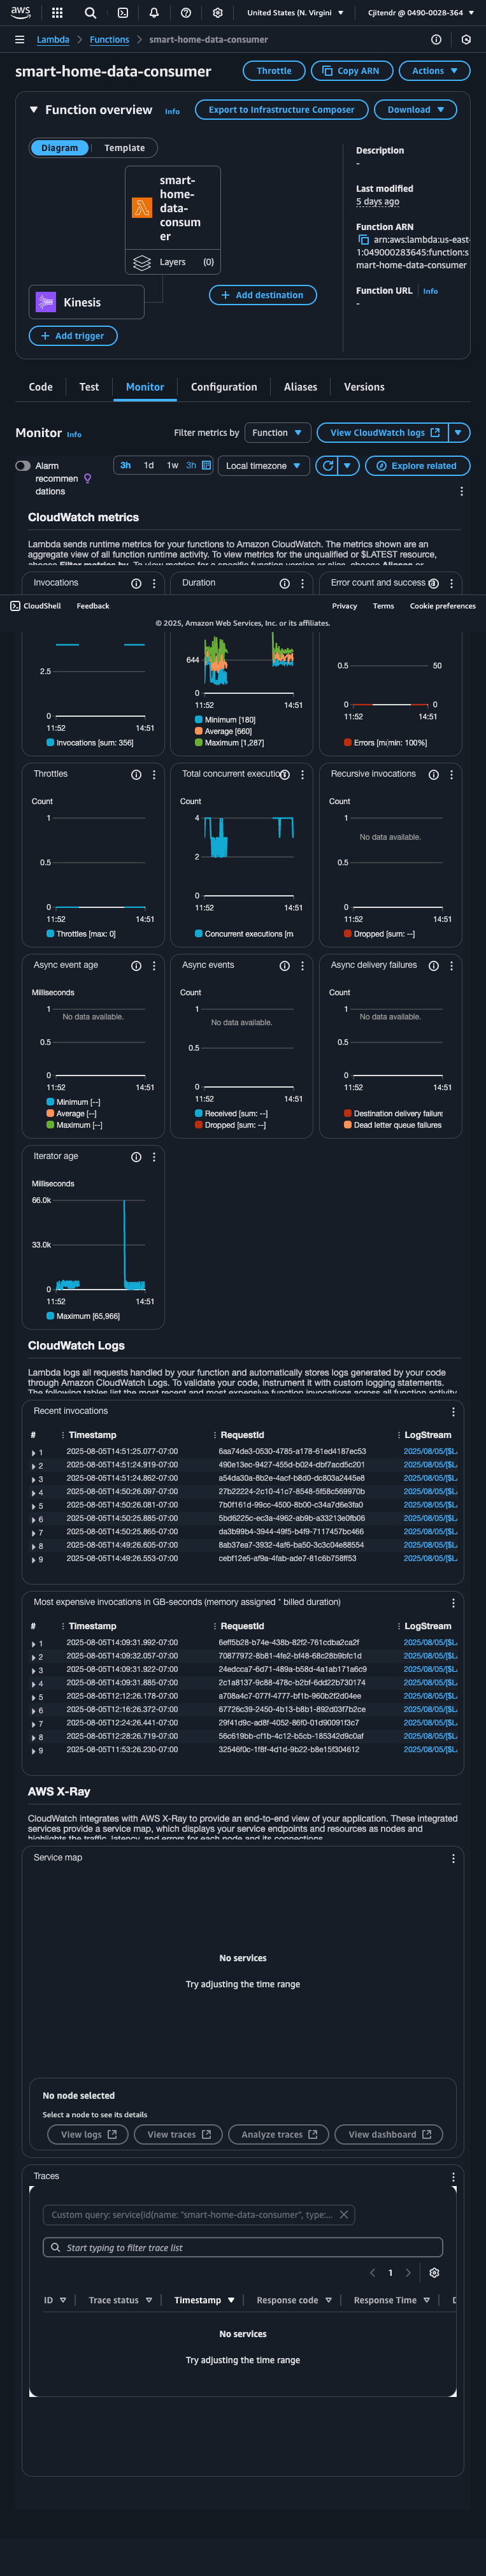 aws
United States (N. Virgini
Cjitendr @ 0490-0028-364
Lambda
Functions
smart-home-data-consumer
smart-home-data-consumer
Throttle
Copy ARN
Actions
Function overview
Info
Export to Infrastructure Composer
Download
Diagram
Template
smart-
home-
data-
consum
er
Layers
(0)
Kinesis
Add destination
Add trigger
Description
-
Last modified
5 days ago
Function ARN
arn:aws:lambda:us-east-
1:049000283645:function:s
mart-home-data-consumer
Function URL
Info
-
Code
Test
Monitor
Configuration
Aliases
Versions
Monitor
Info
Filter metrics by
Function
View CloudWatch logs
Alarm
recommen
dations
3h
1d
1w
3h
Local timezone
Explore related
CloudWatch metrics
Lambda sends runtime metrics for your functions to Amazon CloudWatch. The metrics shown are an
aggregate view of all function runtime activity. To view metrics for the unqualified or $LATEST resource,
choose Filter metrics by. To view metrics for a specific function version or alias, choose Aliases or
Invocations
Duration
Error count and success
CloudShell
Feedback
Privacy
Terms
Cookie preferences
© 2025, Amazon Web Services, Inc. or its affiliates.
2.5
0
11:52
14:51
Invocations [sum: 356]
644
0
11:52
14:51
Minimum [180]
Average [660]
Maximum [1,287]
0.5
50
0
0
11:52
14:51
Errors [m(min: 100%]
Throttles
Count
1
0.5
0
11:52
14:51
Throttles [max: 0]
Total concurrent execution
Count
4
2
0
11:52
14:51
Concurrent executions [m
Recursive invocations
Count
1
No data available.
0.5
0
11:52
14:51
Dropped [sum: --]
Async event age
Milliseconds
1
No data available.
0.5
0
11:52
14:51
Minimum [--]
Average [--]
Maximum [--]
Async events
Count
1
No data available.
0.5
0
11:52
14:51
Received [sum: --]
Dropped [sum: --]
Async delivery failures
Count
1
No data available.
0.5
0
11:52
14:51
Destination delivery failure
Dead letter queue failures
Iterator age
Milliseconds
66.0k
33.0k
0
11:52
14:51
Maximum [65,966]
CloudWatch Logs
Lambda logs all requests handled by your function and automatically stores logs generated by your code
through Amazon CloudWatch Logs. To validate your code, instrument it with custom logging statements.
The following tables list the most recent and most expensive function invocations across all function activity
Recent invocations
# Timestamp RequestId LogStream
1 2025-08-05T14:51:25.077-07:00 6aa74de3-0530-4785-a178-61ed4187ec53 2025/08/05/[$L
2 2025-08-05T14:51:24.919-07:00 490e13ec-9427-455d-b024-dbf7acd5c201 2025/08/05/[$L
3 2025-08-05T14:51:24.862-07:00 a54da30a-8b2e-4acf-b8d0-dc803a2445e8 2025/08/05/[$L
4 2025-08-05T14:50:26.097-07:00 27b22224-2c10-41c7-8548-5f58c569970b 2025/08/05/[$L
5 2025-08-05T14:50:26.081-07:00 7b0f161d-99cc-4500-8b00-c34a7d6e3fa0 2025/08/05/[$L
6 2025-08-05T14:50:25.885-07:00 5bd6225c-ec3a-4962-ab9b-a33213e0fb06 2025/08/05/[$L
7 2025-08-05T14:50:25.865-07:00 da3b99b4-3944-49f5-b4f9-7117457bc466 2025/08/05/[$L
8 2025-08-05T14:49:26.605-07:00 8ab37ea7-3932-4af6-ba50-3c3c04e88554 2025/08/05/[$L
9 2025-08-05T14:49:26.553-07:00 cebf12e5-af9a-4fab-ade7-81c6b758ff53 2025/08/05/[$L
Most expensive invocations in GB-seconds (memory assigned * billed duration)
# Timestamp RequestId LogStream
1 2025-08-05T14:09:31.992-07:00 6eff5b28-b74e-438b-82f2-761cdba2ca2f 2025/08/05/[$L
2 2025-08-05T14:09:32.057-07:00 70877972-8b81-4fe2-bf48-68c28b9bfc1d 2025/08/05/[$L
3 2025-08-05T14:09:31.922-07:00 24edcca7-6d71-489a-b58d-4a1ab171a6c9 2025/08/05/[$L
4 2025-08-05T14:09:31.885-07:00 2c1a8137-9c88-478c-b2bf-6dd22b730174 2025/08/05/[$L
5 2025-08-05T12:12:26.178-07:00 a708a4c7-077f-4777-bf1b-960b2f2d04ee 2025/08/05/[$L
6 2025-08-05T12:16:26.372-07:00 67726c39-2450-4b13-b8b1-892d03f7b2ce 2025/08/05/[$L
7 2025-08-05T12:24:26.441-07:00 29f41d9c-ad8f-4052-86f0-01d90091f3c7 2025/08/05/[$L
8 2025-08-05T12:28:26.719-07:00 56c619bb-cf1b-4c12-b5cb-185342d9c0af 2025/08/05/[$L
9 2025-08-05T11:53:26.230-07:00 32546f0c-1f8f-4d1d-9b22-b8e15f304612 2025/08/05/[$L
AWS X-Ray
CloudWatch integrates with AWS X-Ray to provide an end-to-end view of your application. These integrated
services provide a service map, which displays your service endpoints and resources as nodes and
highlights the traffic, latency, and errors for each node and its connections.
Service map
No services
Try adjusting the time range
No node selected
Select a node to see its details
View logs
View traces
Analyze traces
View dashboard
Traces
Custom query: service(id(name: "smart-home-data-consumer", type:...
Start typing to filter trace list
1
ID
Trace status
Timestamp
Response code
Response Time
No services
Try adjusting the time range